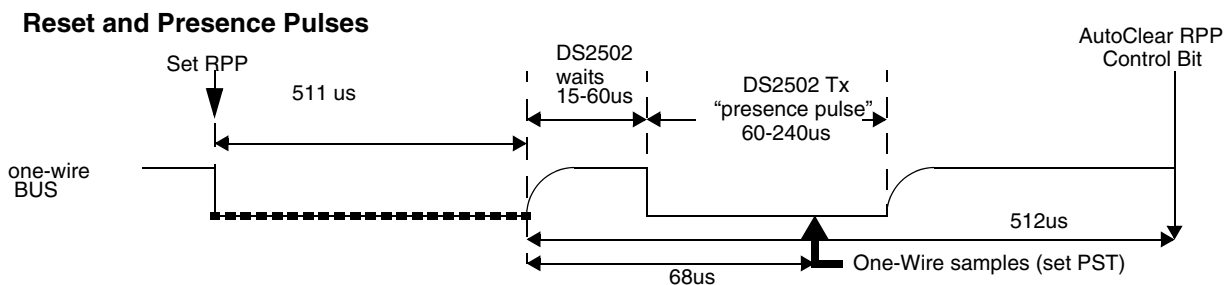 Reset and Presence Pulses
AutoClear RPP
Control Bit
Set RPP
DS2502
waits
15-60us
511 us
DS2502 Tx
“presence pulse”
60-240us
one-wire
BUS
512us
One-Wire samples (set PST)
68us